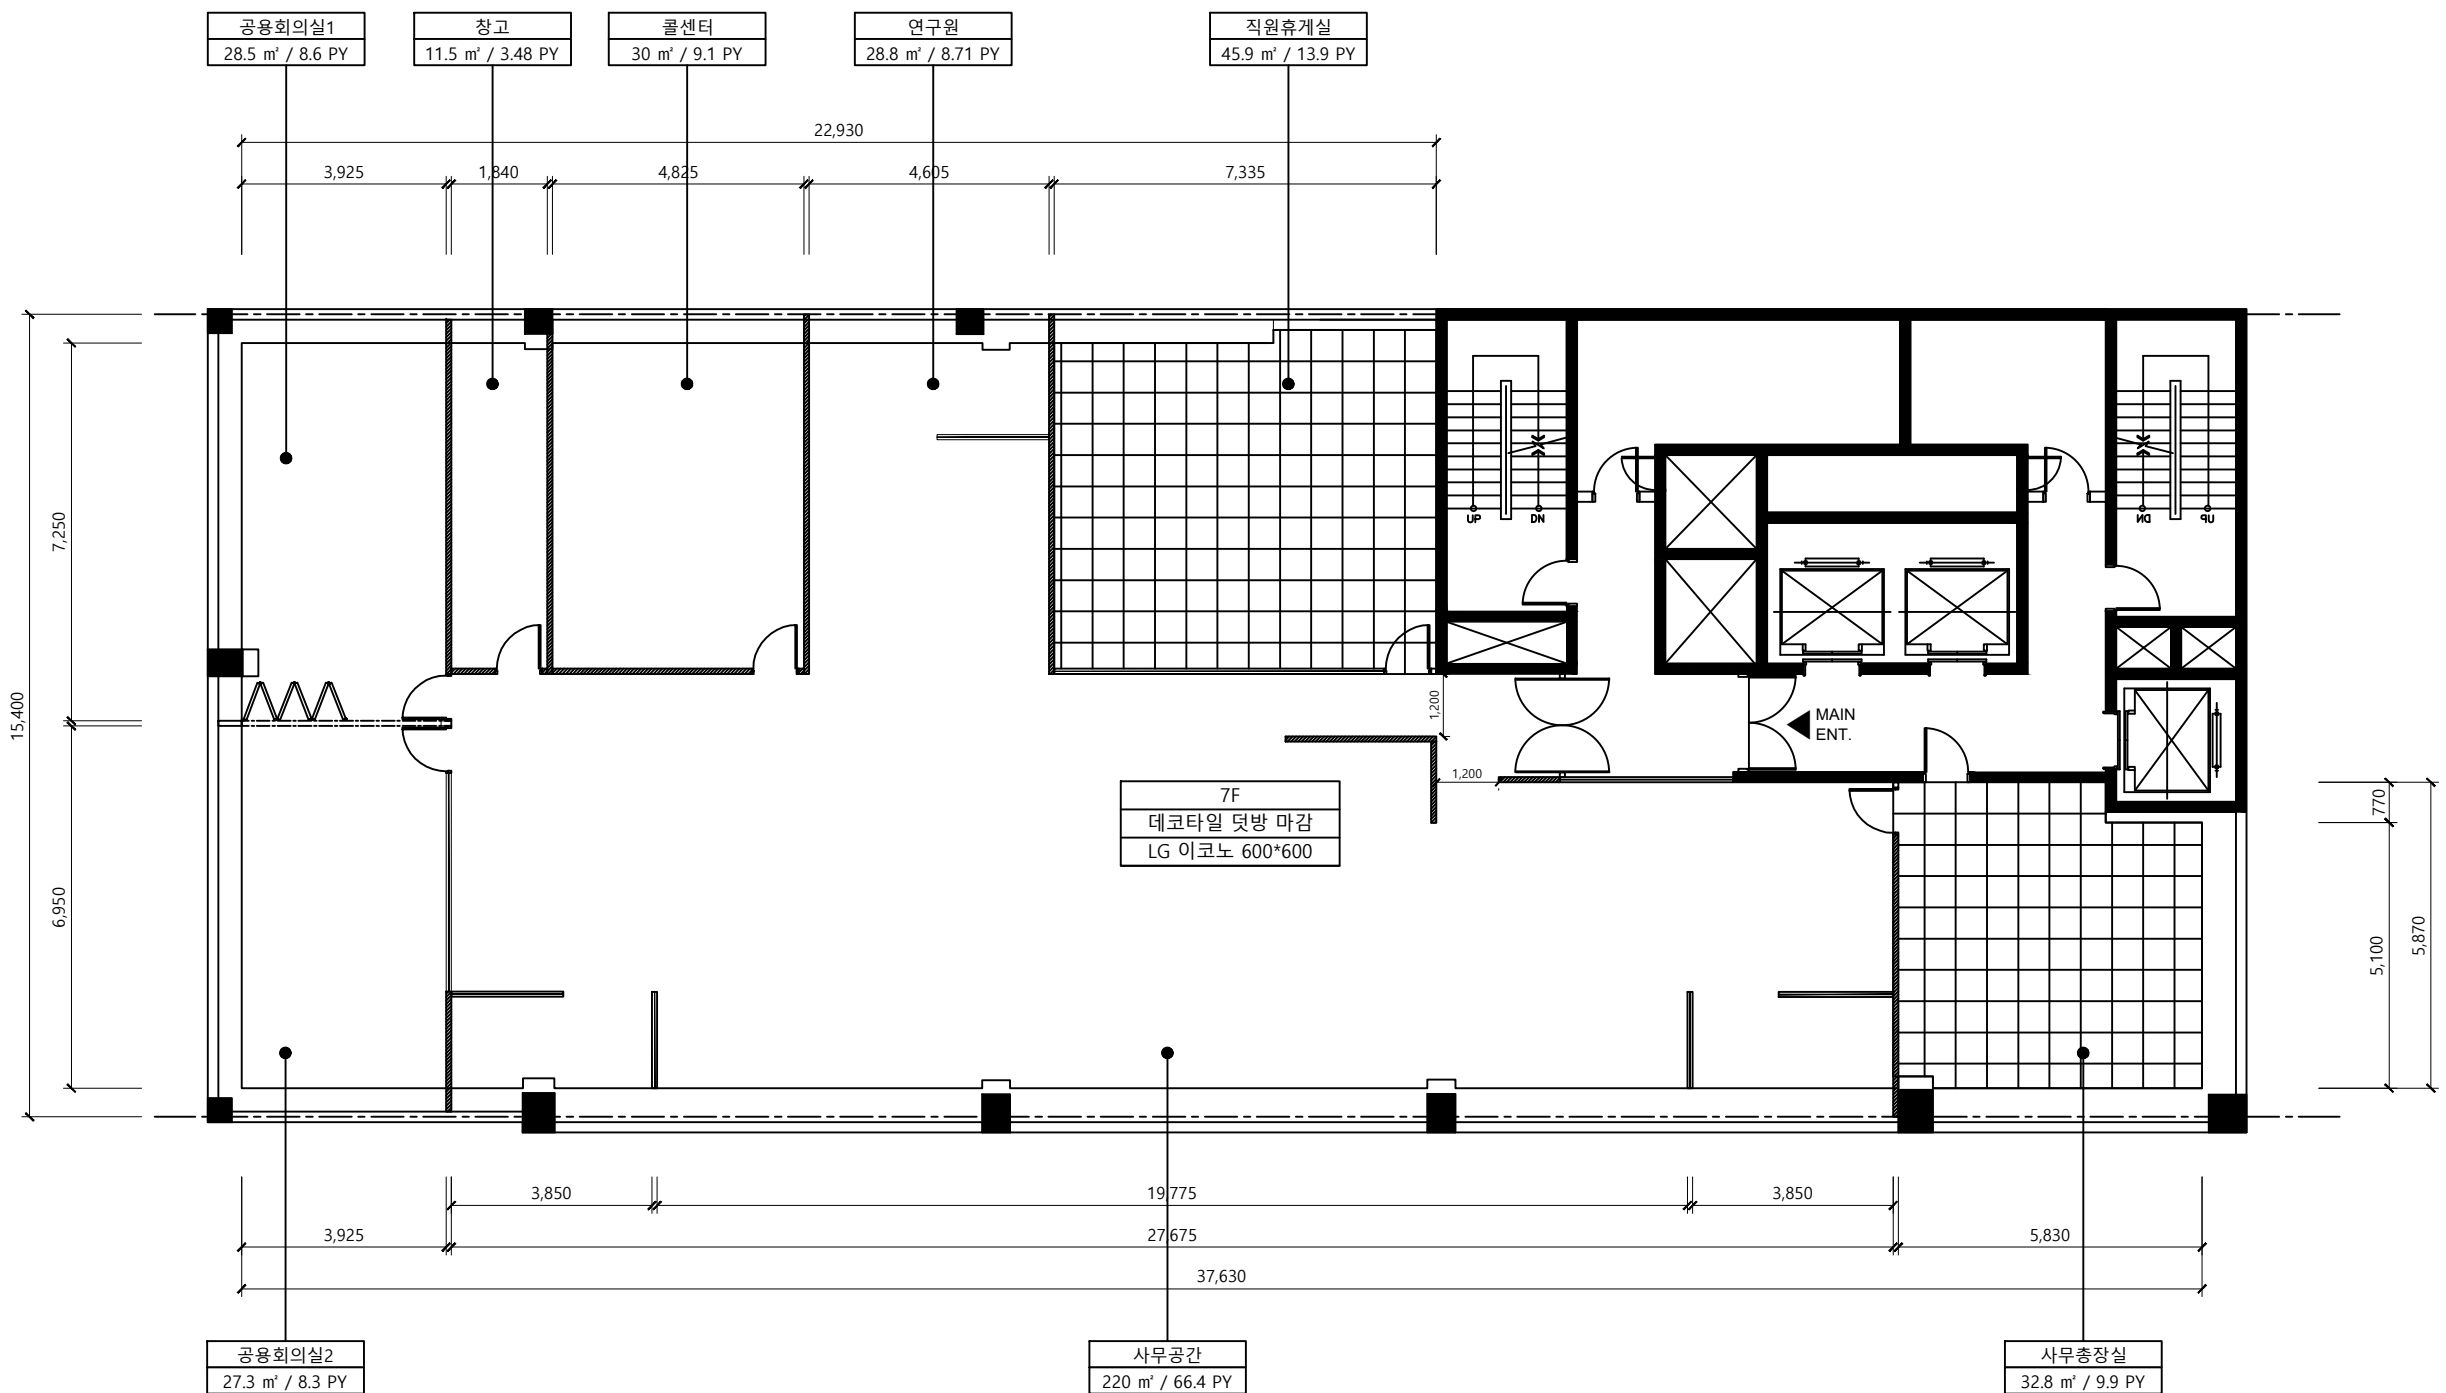 공용회의실1
28.5 ㎡ / 8.6 PY
창고
11.5 ㎡ / 3.48 PY
콜센터
30 ㎡ / 9.1 PY
연구원
28.8 ㎡ / 8.71 PY
직원휴게실
45.9 ㎡ / 13.9 PY
22,930
3,925
1,840
4,825
4,605
7,335
15,400
7,250
6,950
UP
DN
DN
UP
1,200
MAIN
ENT.
1,200
7F
데코타일 덧방 마감
LG 이코노 600*600
770
5,100
5,870
3,850
19,775
3,850
3,925
27,675
5,830
37,630
공용회의실2
27.3 ㎡ / 8.3 PY
사무공간
220 ㎡ / 66.4 PY
사무총장실
32.8 ㎡ / 9.9 PY